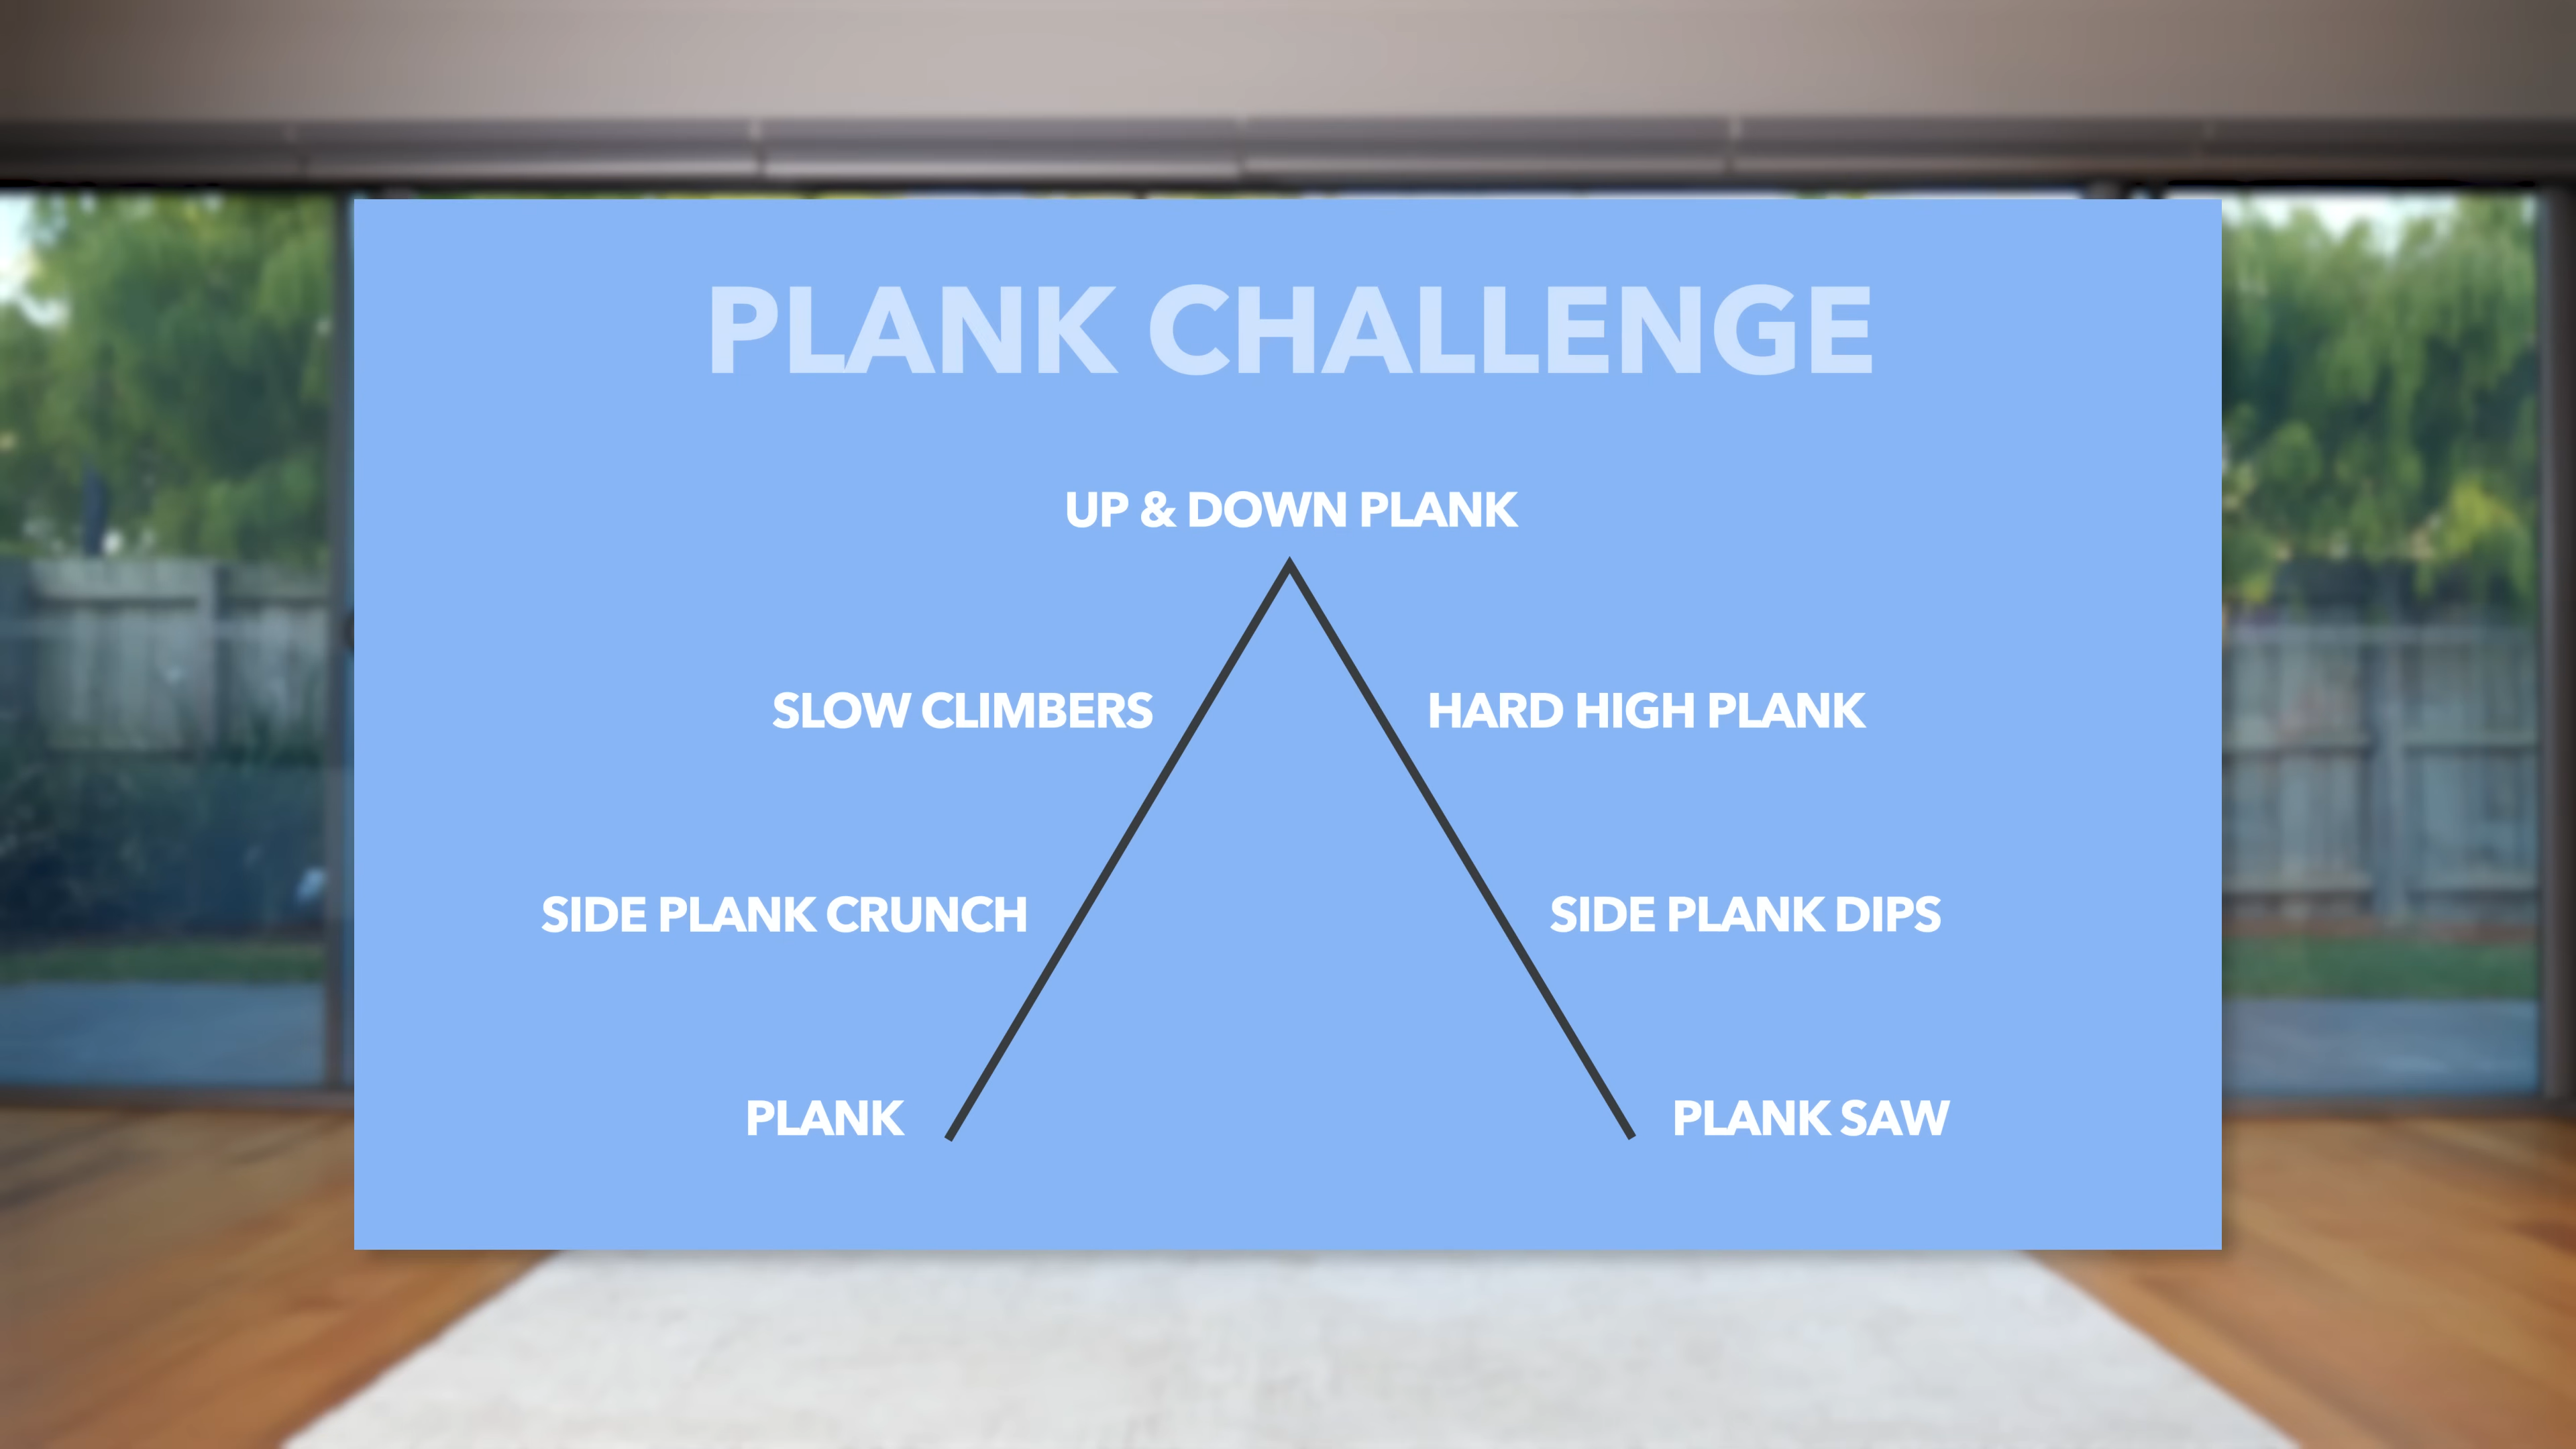 PLANK CHALLENGE
UP & DOWN PLANK
SLOW CLIMBERS
HARD HIGH PLANK
SIDE PLANK CRUNCH
SIDE PLANK DIPS
PLANK
PLANK SAW